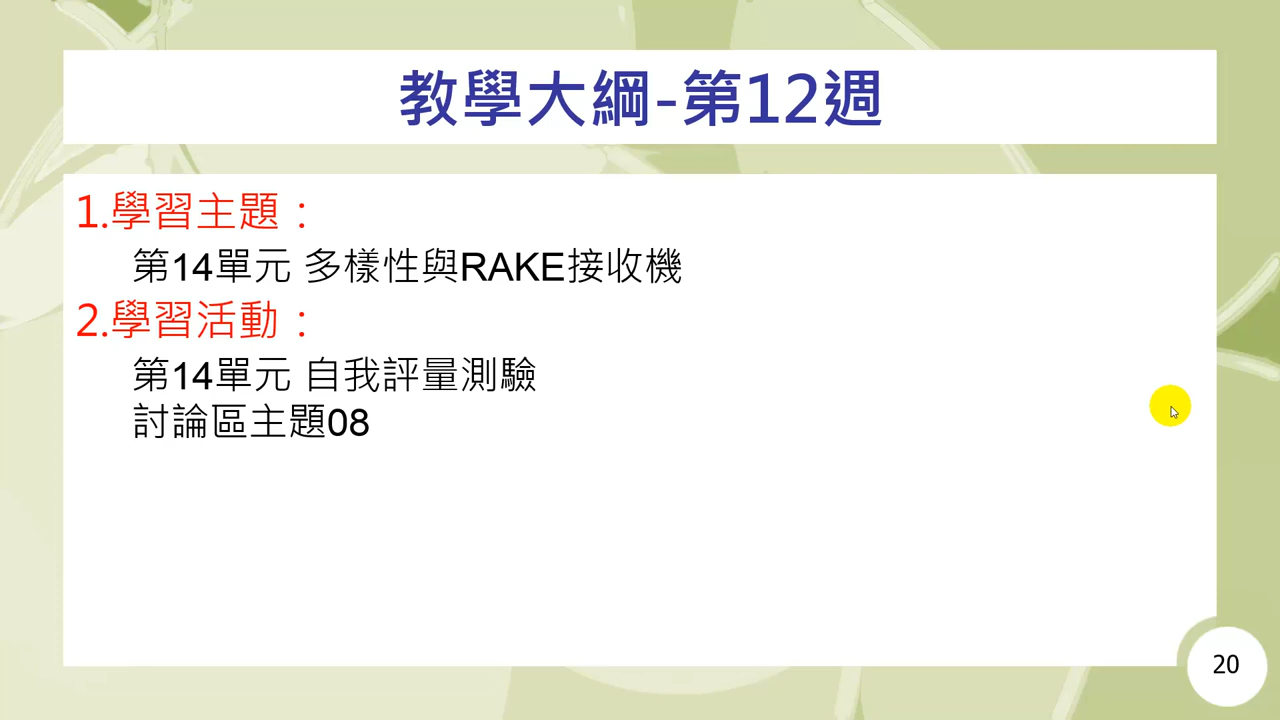 教學大綱-第12週
1.學習主題：
第14單元 多樣性與RAKE接收機
2.學習活動：
第14單元 自我評量測驗
討論區主題08
20